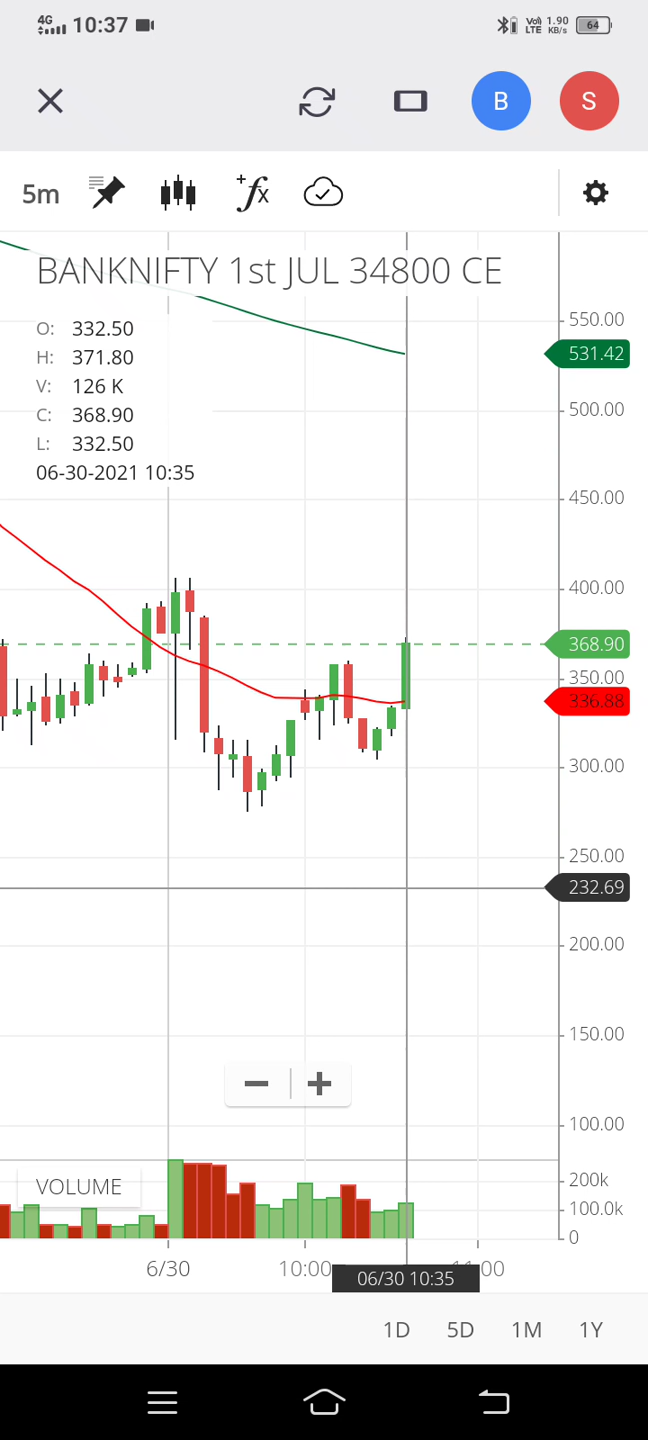 4G 10:37 Vo) LTE 1.90 KB/s 64
B S
5m +fx
BANKNIFTY 1st JUL 34800 CE
O: 332.50
H: 371.80
V: 126 K
C: 368.90
L: 332.50
06-30-2021 10:35
550.00
531.42
500.00
450.00
400.00
368.90
350.00
336.88
300.00
250.00
232.69
200.00
150.00
100.00
VOLUME
200k
100.0k
0
6/30 10:00 :00
06/30 10:35
1D 5D 1M 1Y